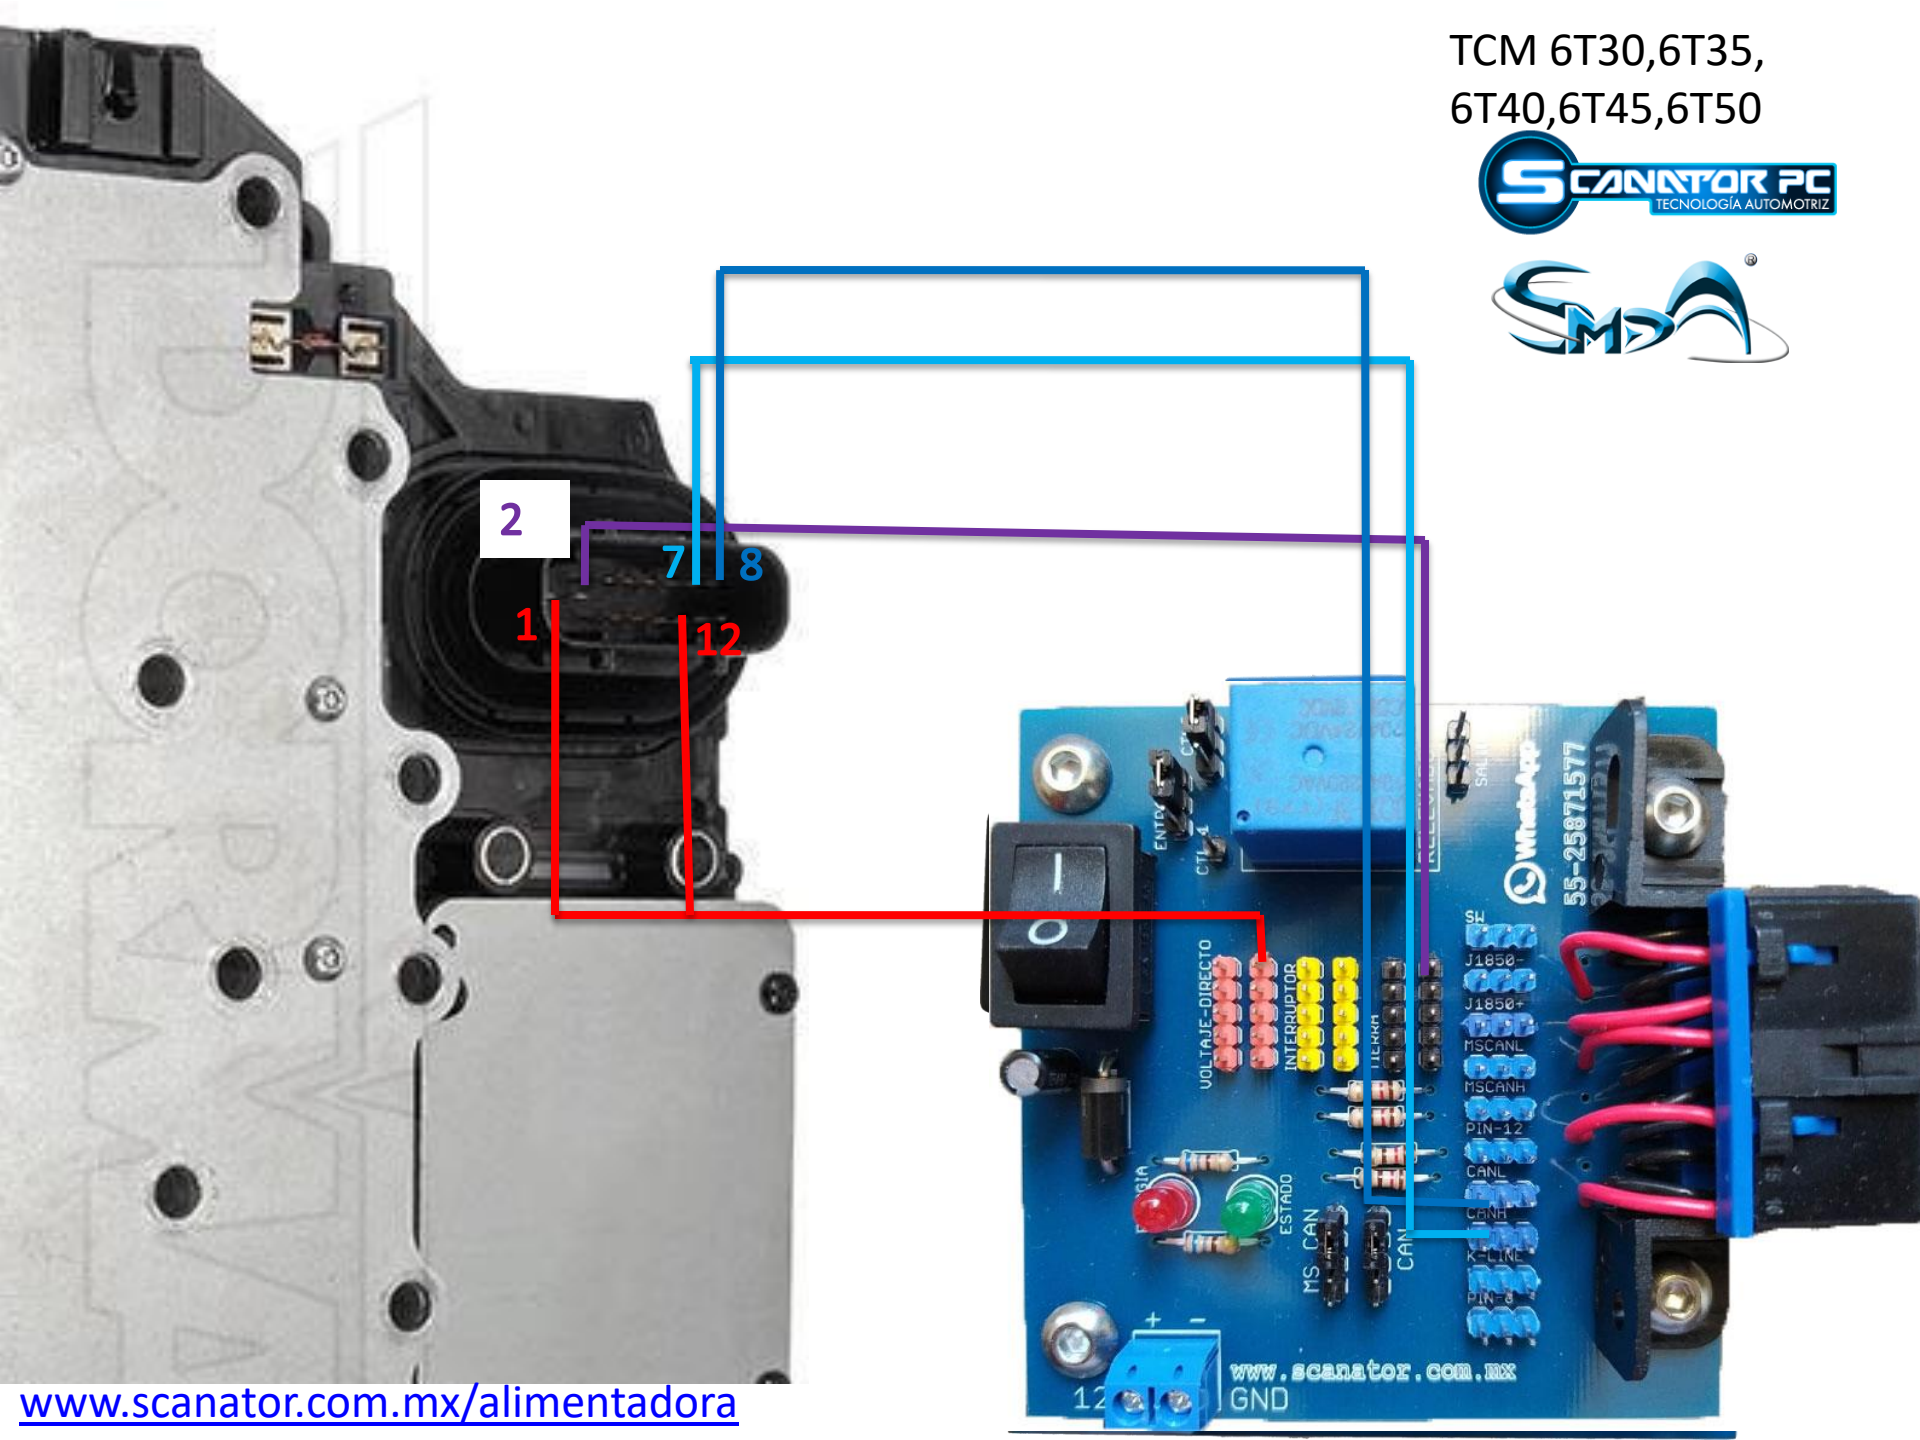 TCM 6T30,6T35,
6T40,6T45,6T50
SCANATOR PC
TECNOLOGÍA AUTOMOTRIZ
SMDA®
2
7
8
1
12
WhatsApp
55-25871577
SW
J1850-
J1850+
MSCANL
MSCANH
PIN-12
CANL
CANH
K-LINE
PIN-8
VOLTAJE-DIRECTO
INTERRUPTOR
ESTADO
MS CAN
CAN
+ -
www.scanator.com.mx
GND
www.scanator.com.mx/alimentadora